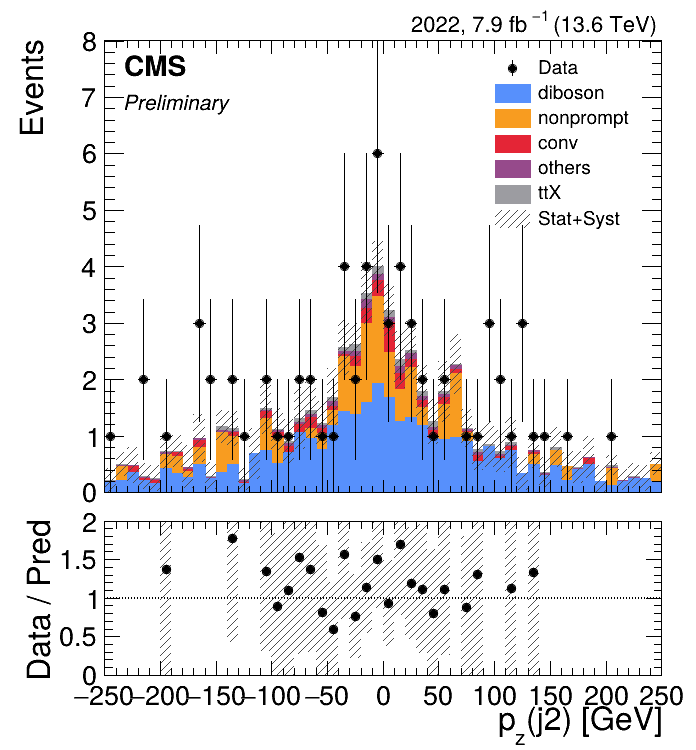 2022, 7.9 fb⁻¹ (13.6 TeV)
CMS
Preliminary
Events
8
7
6
5
4
3
2
1
0
Data
diboson
nonprompt
conv
others
ttX
Stat+Syst
Data / Pred
2
1.5
1
0.5
0
−250 −200 −150 −100 −50 0 50 100 150 200 250
p_z(j2) [GeV]